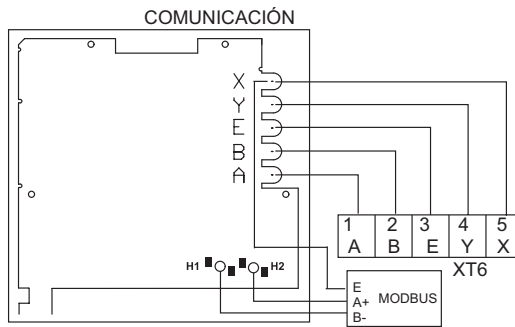 COMUNICACIÓN
X
Y
E
B
A
1 2 3 4 5
A B E Y X
XT6
H1 H2
E
A+ MODBUS
B-